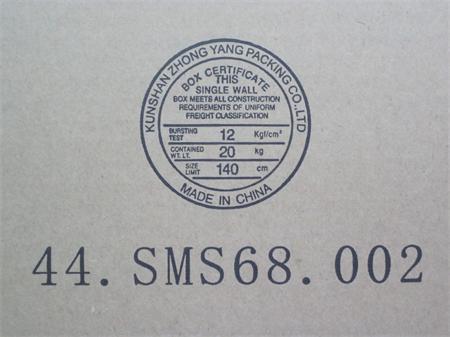 KUNSHAN ZHONG YANG PACKING CO.,LTD
BOX CERTIFICATE
THIS
SINGLE WALL
BOX MEETS ALL CONSTRUCTION
REQUIREMENTS OF UNIFORM
FREIGHT CLASSIFICATION
BURSTING TEST 12 Kgf/cm²
CONTAINED WT. LT. 20 kg
SIZE LIMIT 140 cm
MADE IN CHINA
44.SMS68.002